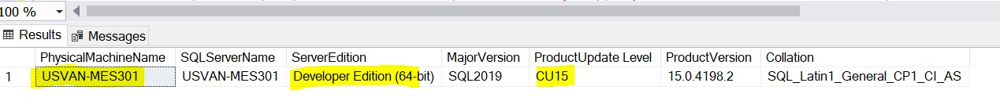 100 %
Results Messages
PhysicalMachineName SQLServerName ServerEdition MajorVersion ProductUpdate Level ProductVersion Collation
1 USVAN-MES301 USVAN-MES301 Developer Edition (64-bit) SQL2019 CU15 15.0.4198.2 SQL_Latin1_General_CP1_CI_AS